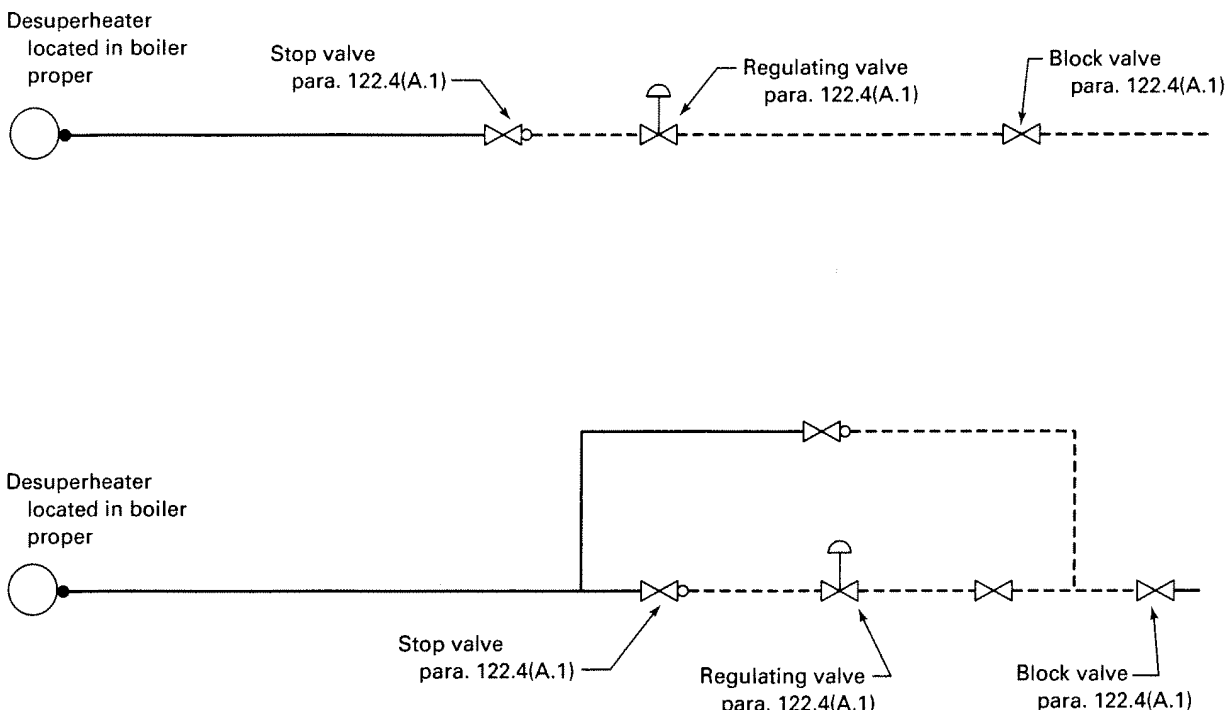 Desuperheater
located in boiler
proper
Stop valve
para. 122.4(A.1)
Regulating valve
para. 122.4(A.1)
Block valve
para. 122.4(A.1)
Desuperheater
located in boiler
proper
Stop valve
para. 122.4(A.1)
Regulating valve
para. 122.4(A.1)
Block valve
para. 122.4(A.1)